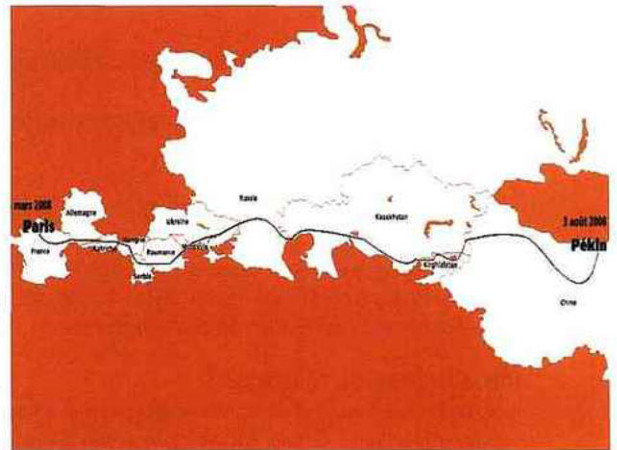 mars 2008
Paris
France
Allemagne
Autriche
Hongrie
Serbie
Roumanie
Ukraine
Russie
Kazakhstan
Kirghizistan
Chine
3 août 2008
Pékin